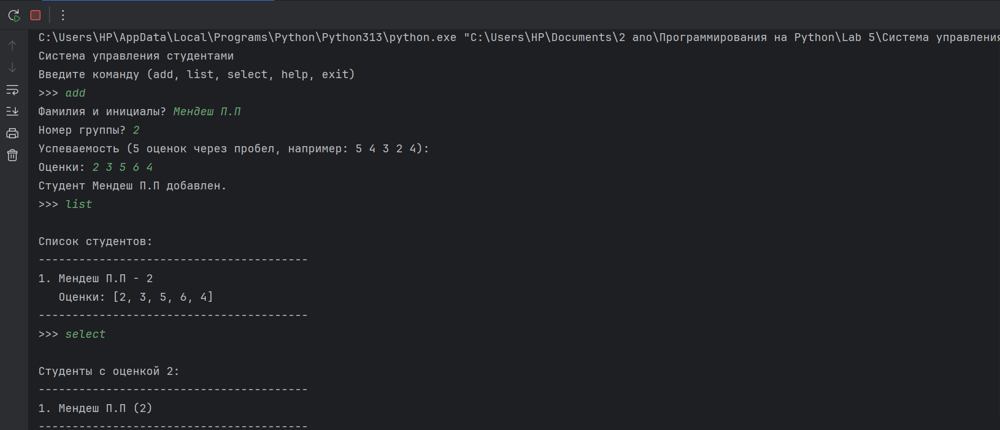 C:\Users\HP\AppData\Local\Programs\Python\Python313\python.exe "C:\Users\HP\Documents\2 ano\Программирования на Python\Lab 5\Система управления
Система управления студентами
Введите команду (add, list, select, help, exit)
>>> add
Фамилия и инициалы? Мендеш П.П
Номер группы? 2
Успеваемость (5 оценок через пробел, например: 5 4 3 2 4):
Оценки: 2 3 5 6 4
Студент Мендеш П.П добавлен.
>>> list
Список студентов:
----------------------------------------
1. Мендеш П.П - 2
Оценки: [2, 3, 5, 6, 4]
----------------------------------------
>>> select
Студенты с оценкой 2:
----------------------------------------
1. Мендеш П.П (2)
----------------------------------------